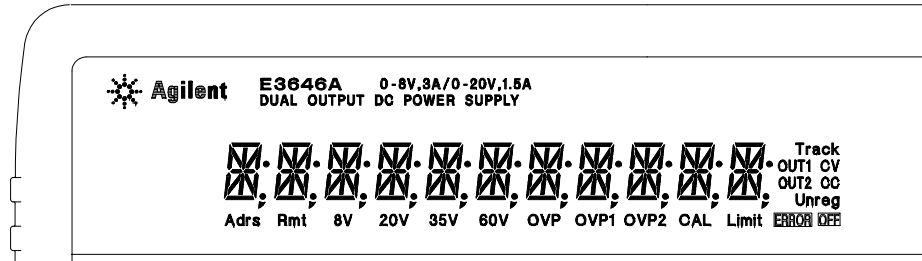 Agilent
E3646A 0-8V,3A/0-20V,1.5A
DUAL OUTPUT DC POWER SUPPLY
Track
OUT1 CV
OUT2 CC
Unreg
Adrs Rmt 8V 20V 35V 60V OVP OVP1 OVP2 CAL Limit ERROR OFF